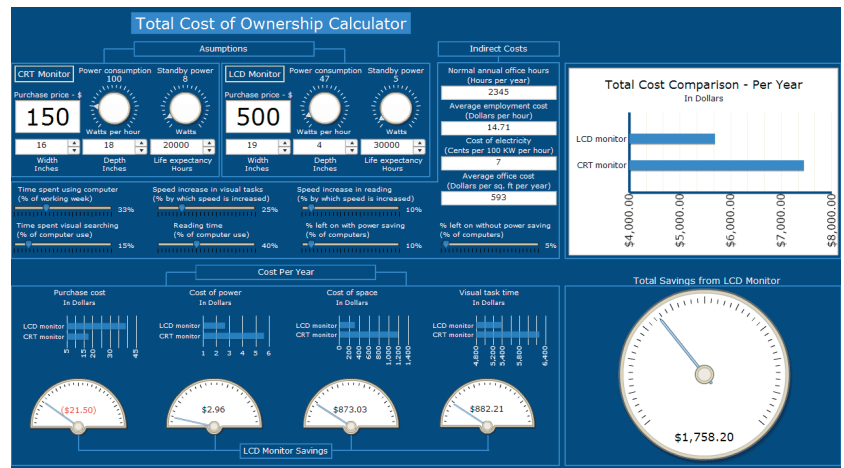 Total Cost of Ownership Calculator
Asumptions
Indirect Costs
CRT Monitor
Power consumption
100
Standby power
8
Purchase price - $
150
Watts per hour
Watts
16
18
20000
Width
Inches
Depth
Inches
Life expectancy
Hours
LCD Monitor
Power consumption
47
Standby power
5
Purchase price - $
500
Watts per hour
Watts
19
4
30000
Width
Inches
Depth
Inches
Life expectancy
Hours
Normal annual office hours
(Hours per year)
2345
Average employment cost
(Dollars per hour)
14.71
Cost of electricity
(Cents per 100 KW per hour)
7
Average office cost
(Dollars per sq. ft per year)
593
Time spent using computer
(% of working week)
33%
Speed increase in visual tasks
(% by which speed is increased)
25%
Speed increase in reading
(% by which speed is increased)
10%
Time spent visual searching
(% of computer use)
15%
Reading time
(% of computer use)
40%
% left on with power saving
(% of computers)
10%
% left on without power saving
(% of computers)
5%
Total Cost Comparison - Per Year
In Dollars
LCD monitor
CRT monitor
$4,000.00
$5,000.00
$6,000.00
$7,000.00
$8,000.00
Cost Per Year
Purchase cost
In Dollars
LCD monitor
CRT monitor
5
15
20
30
45
Cost of power
In Dollars
LCD monitor
CRT monitor
1 2 3 4 5 6
Cost of space
In Dollars
LCD monitor
CRT monitor
0
200
400
600
800
1,000
1,200
1,400
Visual task time
In Dollars
LCD monitor
CRT monitor
4,800
5,200
5,400
6,000
6,400
($21.50)
$2.96
$873.03
$882.21
LCD Monitor Savings
Total Savings from LCD Monitor
$1,758.20